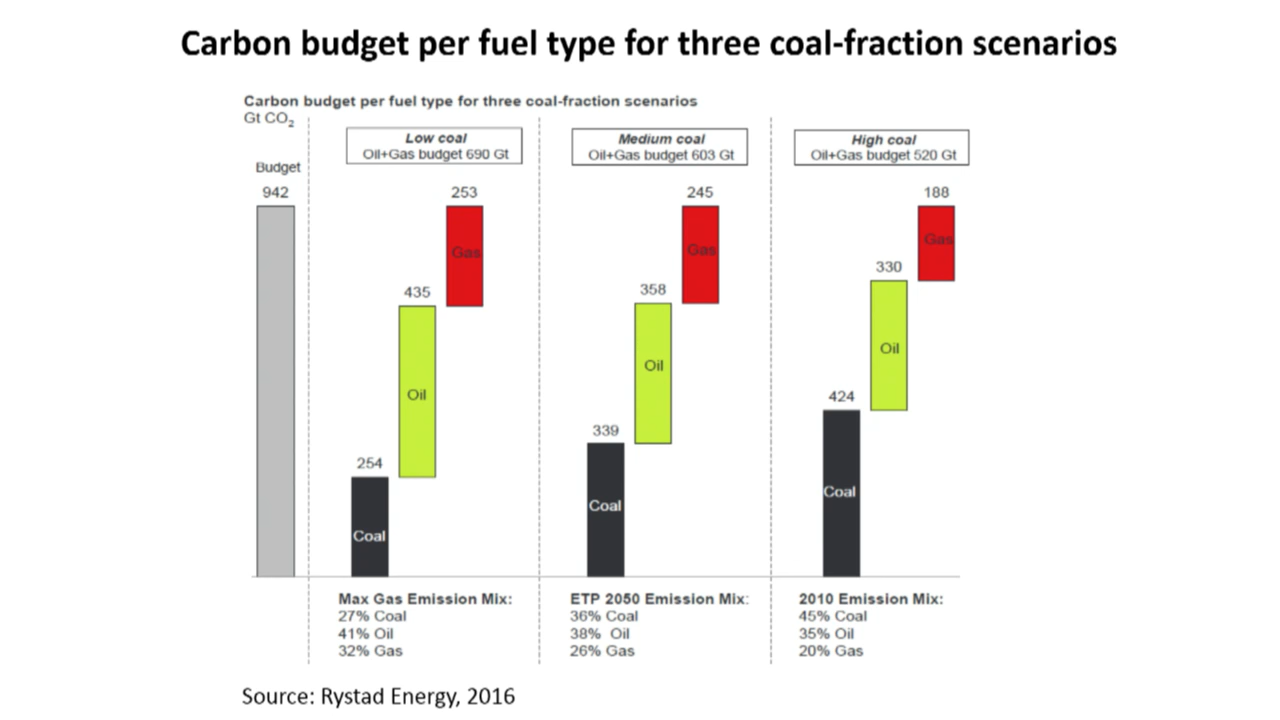 Carbon budget per fuel type for three coal-fraction scenarios
Carbon budget per fuel type for three coal-fraction scenarios
Gt CO₂
Budget
942
Low coal
Oil+Gas budget 690 Gt
254
Coal
435
Oil
253
Gas
Max Gas Emission Mix:
27% Coal
41% Oil
32% Gas
Medium coal
Oil+Gas budget 603 Gt
339
Coal
358
Oil
245
Gas
ETP 2050 Emission Mix:
36% Coal
38% Oil
26% Gas
High coal
Oil+Gas budget 520 Gt
424
Coal
330
Oil
188
Gas
2010 Emission Mix:
45% Coal
35% Oil
20% Gas
Source: Rystad Energy, 2016